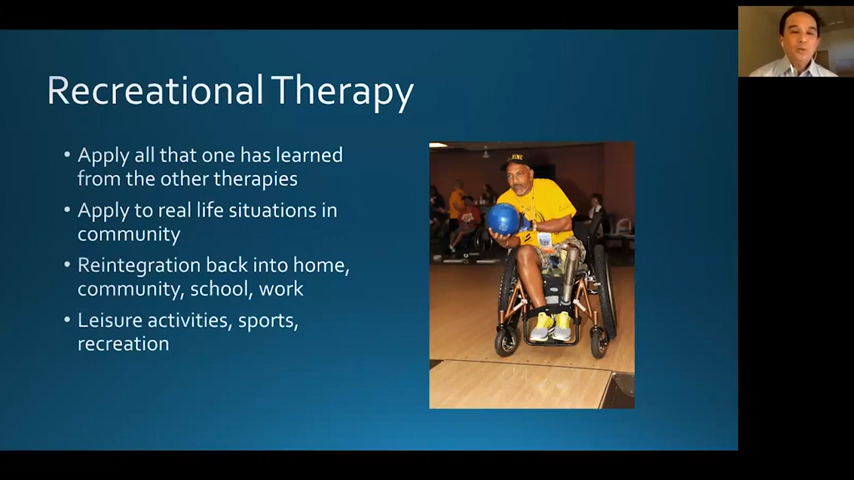 Recreational Therapy
• Apply all that one has learned
from the other therapies
• Apply to real life situations in
community
• Reintegration back into home,
community, school, work
• Leisure activities, sports,
recreation